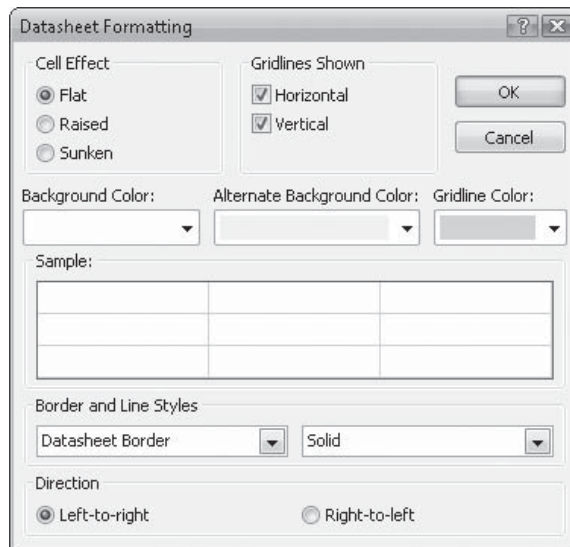 Datasheet Formatting
Cell Effect
Flat
Raised
Sunken
Gridlines Shown
Horizontal
Vertical
OK
Cancel
Background Color:
Alternate Background Color:
Gridline Color:
Sample:
Border and Line Styles
Datasheet Border
Solid
Direction
Left-to-right
Right-to-left